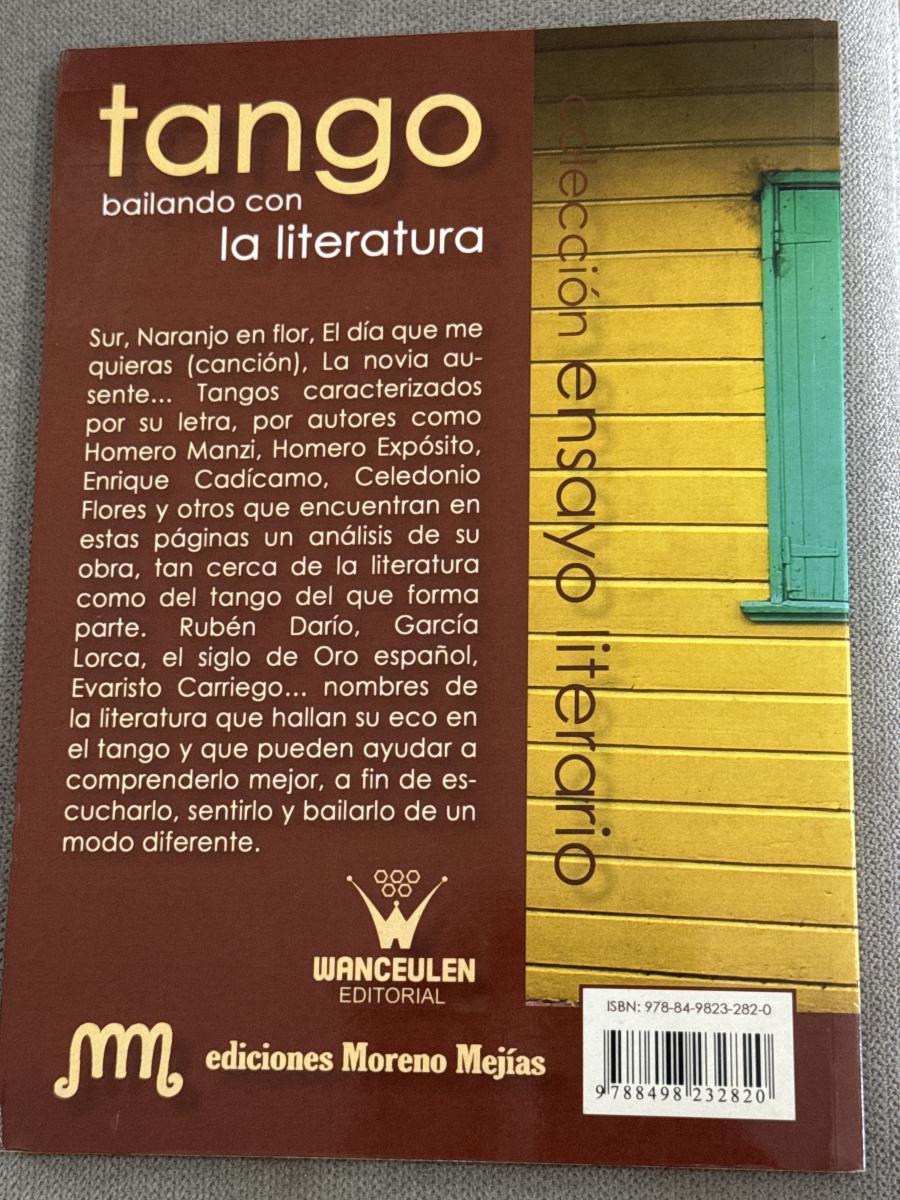 tango
bailando con
la literatura
Sur, Naranjo en flor, El día que me
quieras (canción), La novia au-
sente... Tangos caracterizados
por su letra, por autores como
Homero Manzi, Homero Expósito,
Enrique Cadícamo, Celedonio
Flores y otros que encuentran en
estas páginas un análisis de su
obra, tan cerca de la literatura
como del tango del que forma
parte. Rubén Darío, García
Lorca, el siglo de Oro español,
Evaristo Carriego... nombres de
la literatura que hallan su eco en
el tango y que pueden ayudar a
comprenderlo mejor, a fin de es-
cucharlo, sentirlo y bailarlo de un
modo diferente.
colección ensayo literario
WANCEULEN
EDITORIAL
ediciones Moreno Mejías
ISBN: 978-84-9823-282-0
9 788498 232820